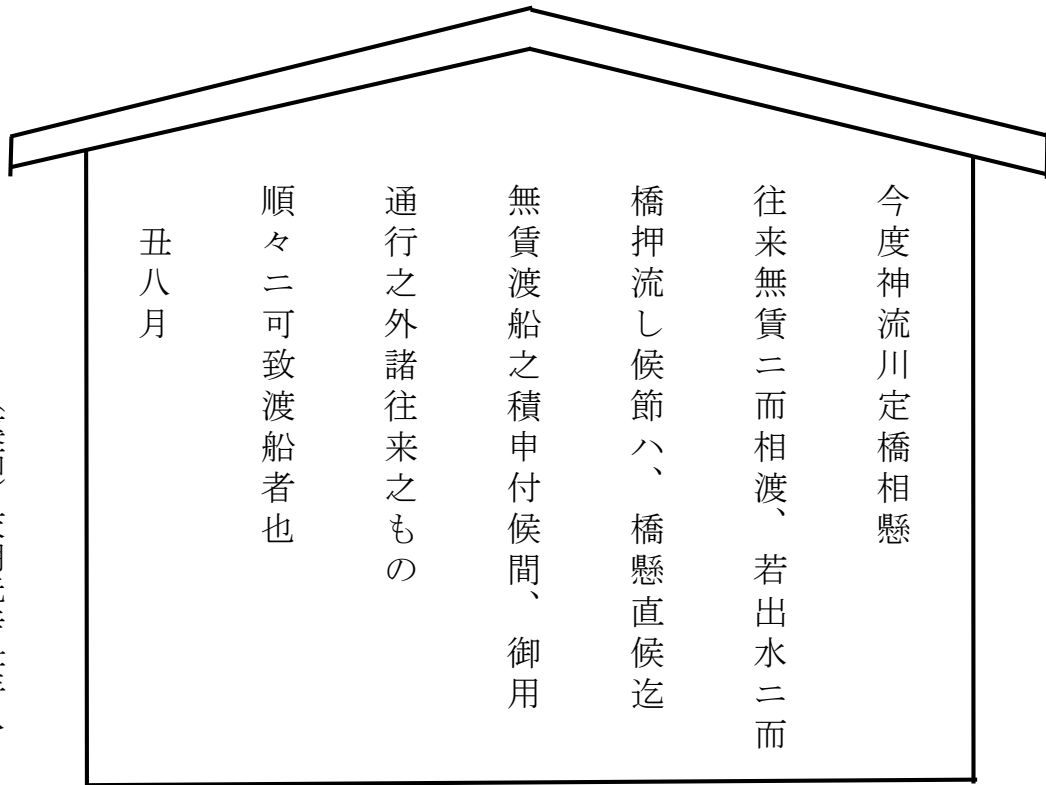 今度神流川定橋相懸
往来無賃ニ而相渡、若出水ニ而
橋押流し候節ハ、橋懸直候迄
無賃渡船之積申付候間、御用
通行之外諸往来之もの
順々ニ可致渡船者也
丑八月